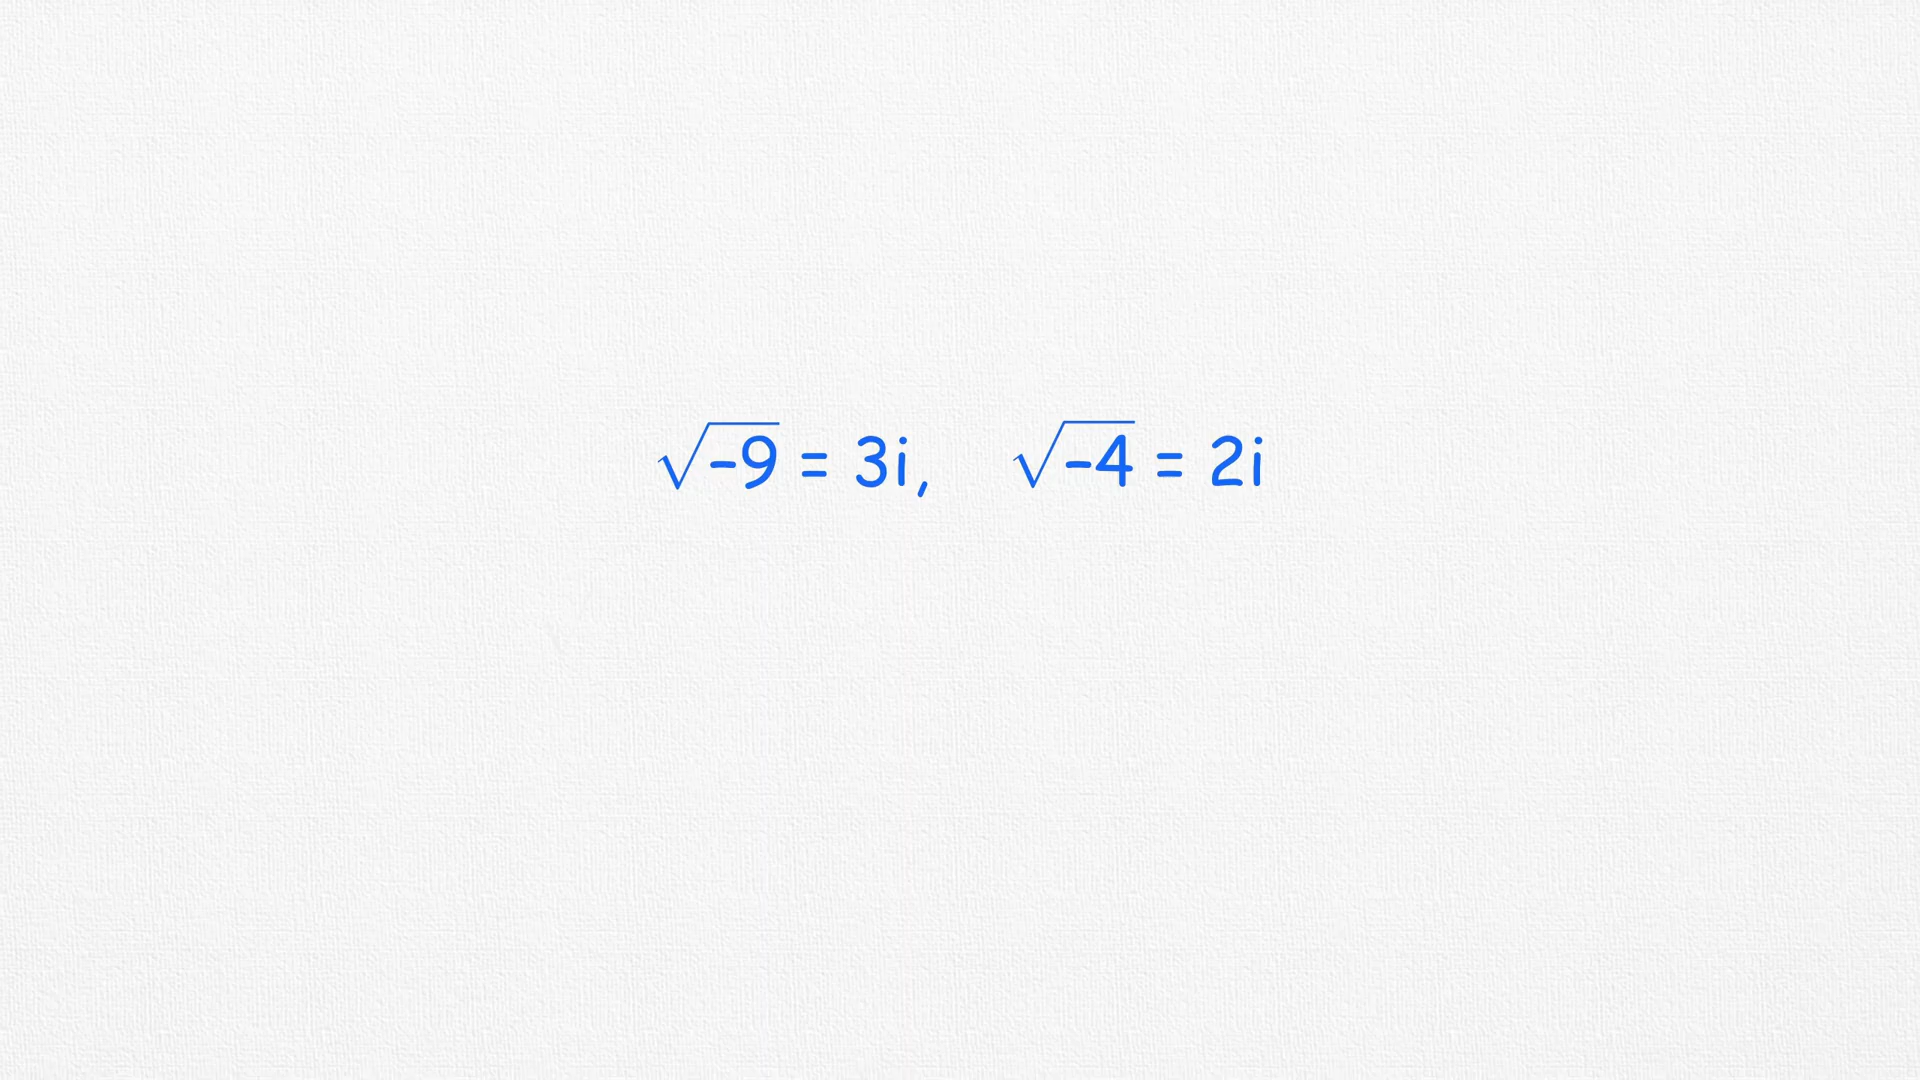 √-9 = 3i, √-4 = 2i